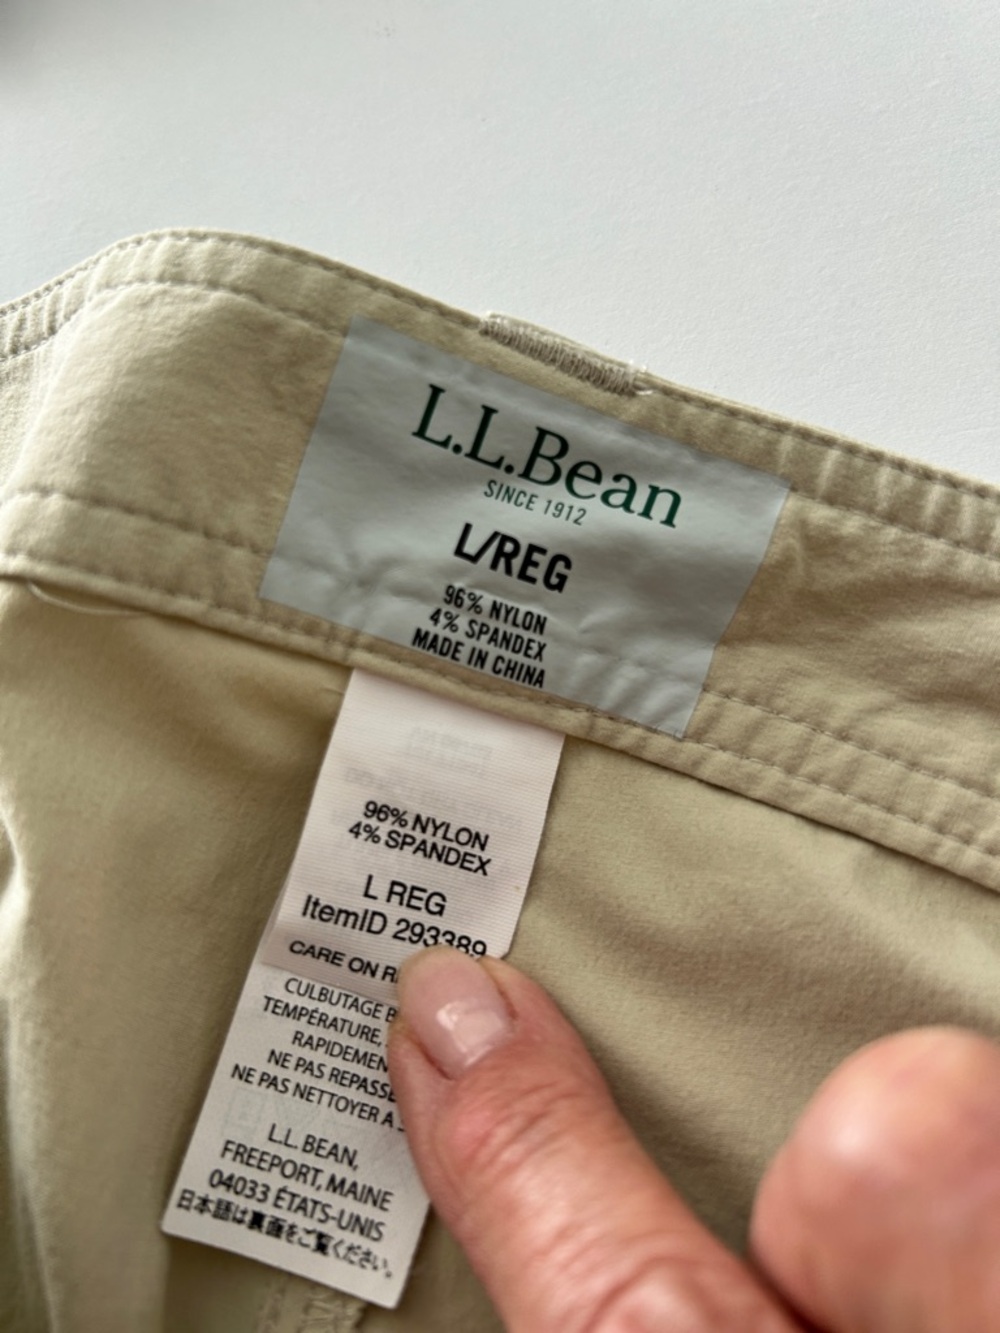 L.L.Bean
SINCE 1912
L/REG
96% NYLON
4% SPANDEX
MADE IN CHINA
96% NYLON
4% SPANDEX
L REG
ItemID 293389
CARE ON
CULBUTAGE
TEMPÉRATURE,
RAPIDEMEN
NE PAS REPASSE
NE PAS NETTOYER A
L.L. BEAN,
FREEPORT, MAINE
04033 ÉTATS-UNIS
日本語は裏面をご覧ください。